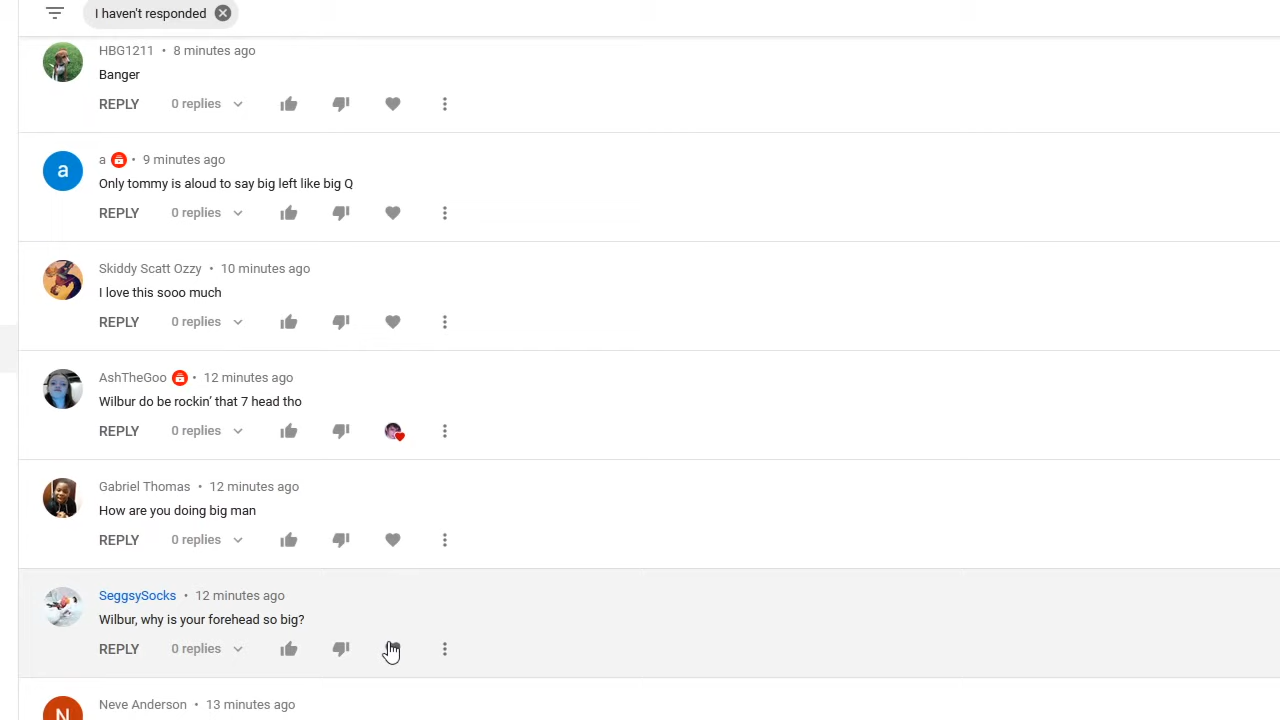 I haven't responded
HBG1211 • 8 minutes ago
Banger
REPLY 0 replies
a • 9 minutes ago
a
Only tommy is aloud to say big left like big Q
REPLY 0 replies
Skiddy Scatt Ozzy • 10 minutes ago
I love this sooo much
REPLY 0 replies
AshTheGoo • 12 minutes ago
Wilbur do be rockin’ that 7 head tho
REPLY 0 replies
Gabriel Thomas • 12 minutes ago
How are you doing big man
REPLY 0 replies
SeggsySocks • 12 minutes ago
Wilbur, why is your forehead so big?
REPLY 0 replies
Neve Anderson • 13 minutes ago
N